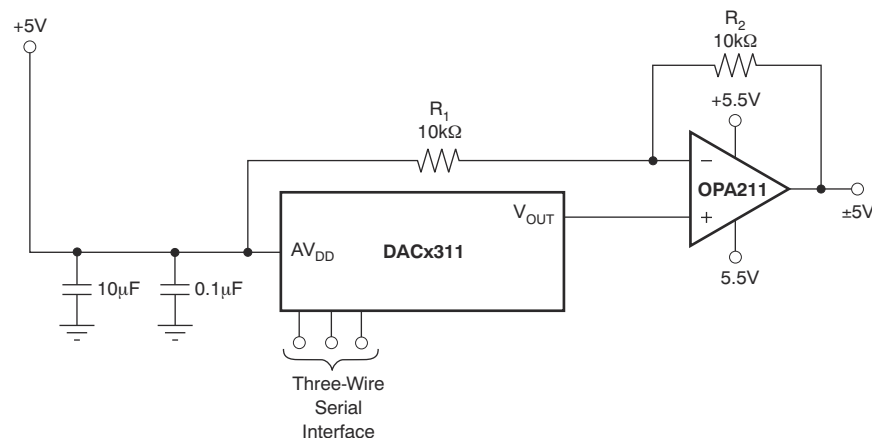 +5V
R2
10kΩ
+5.5V
R1
10kΩ
−
OPA211
+
±5V
5.5V
VOUT
AVDD
DACx311
10μF
0.1μF
Three-Wire
Serial
Interface